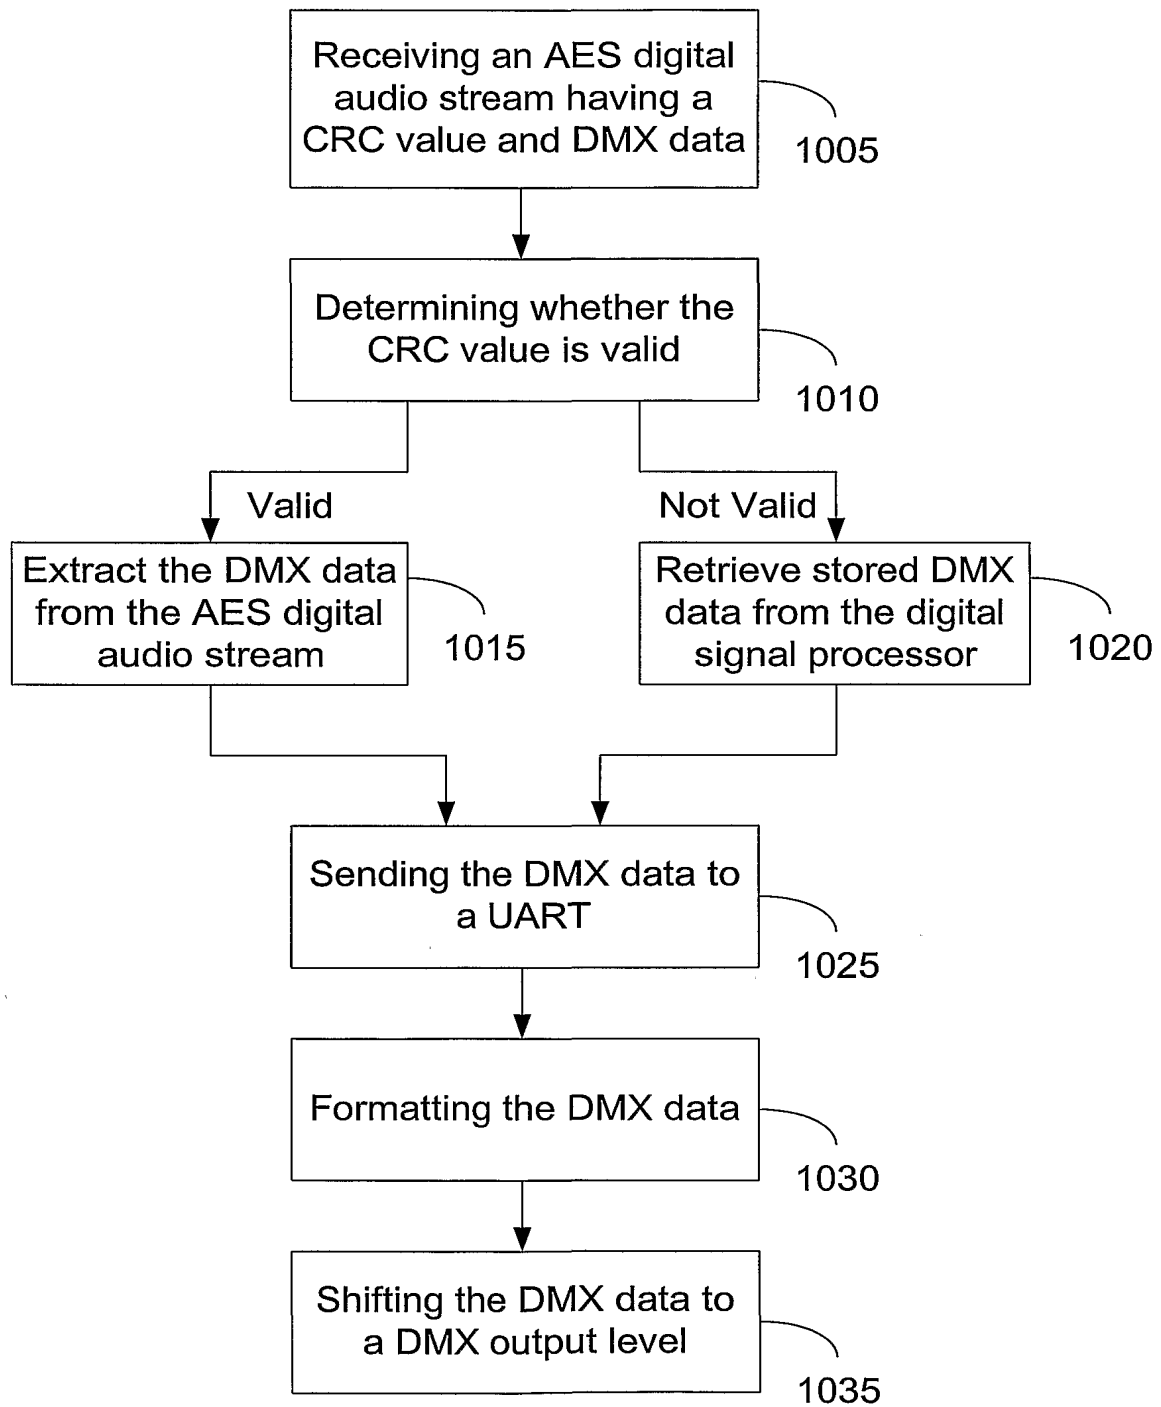 Receiving an AES digital
audio stream having a
CRC value and DMX data
1005
Determining whether the
CRC value is valid
1010
Valid
Not Valid
Extract the DMX data
from the AES digital
audio stream
1015
Retrieve stored DMX
data from the digital
signal processor
1020
Sending the DMX data to
a UART
1025
Formatting the DMX data
1030
Shifting the DMX data to
a DMX output level
1035